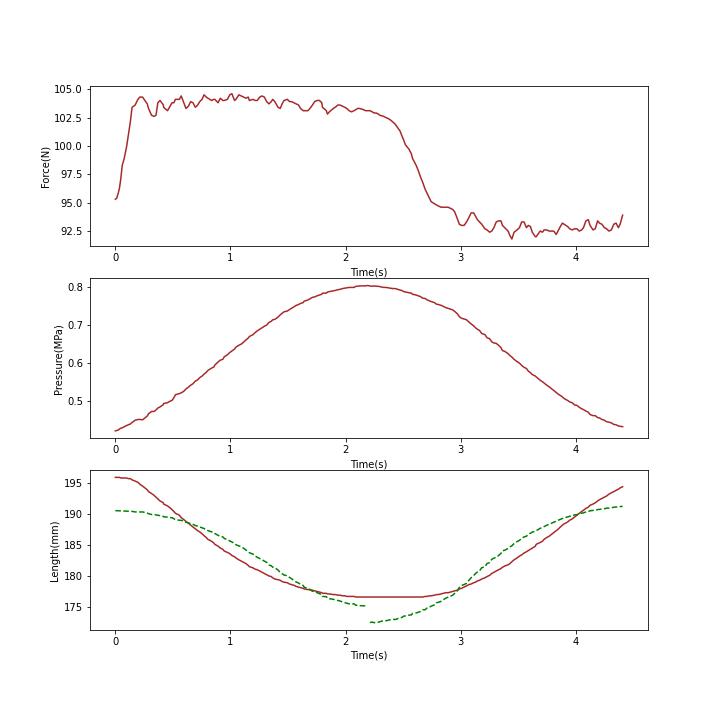 105.0
102.5
100.0
97.5
95.0
92.5
Force(N)
0 1 2 3 4
Time(s)
0.8
0.7
0.6
0.5
Pressure(MPa)
0 1 2 3 4
Time(s)
195
190
185
180
175
Length(mm)
0 1 2 3 4
Time(s)